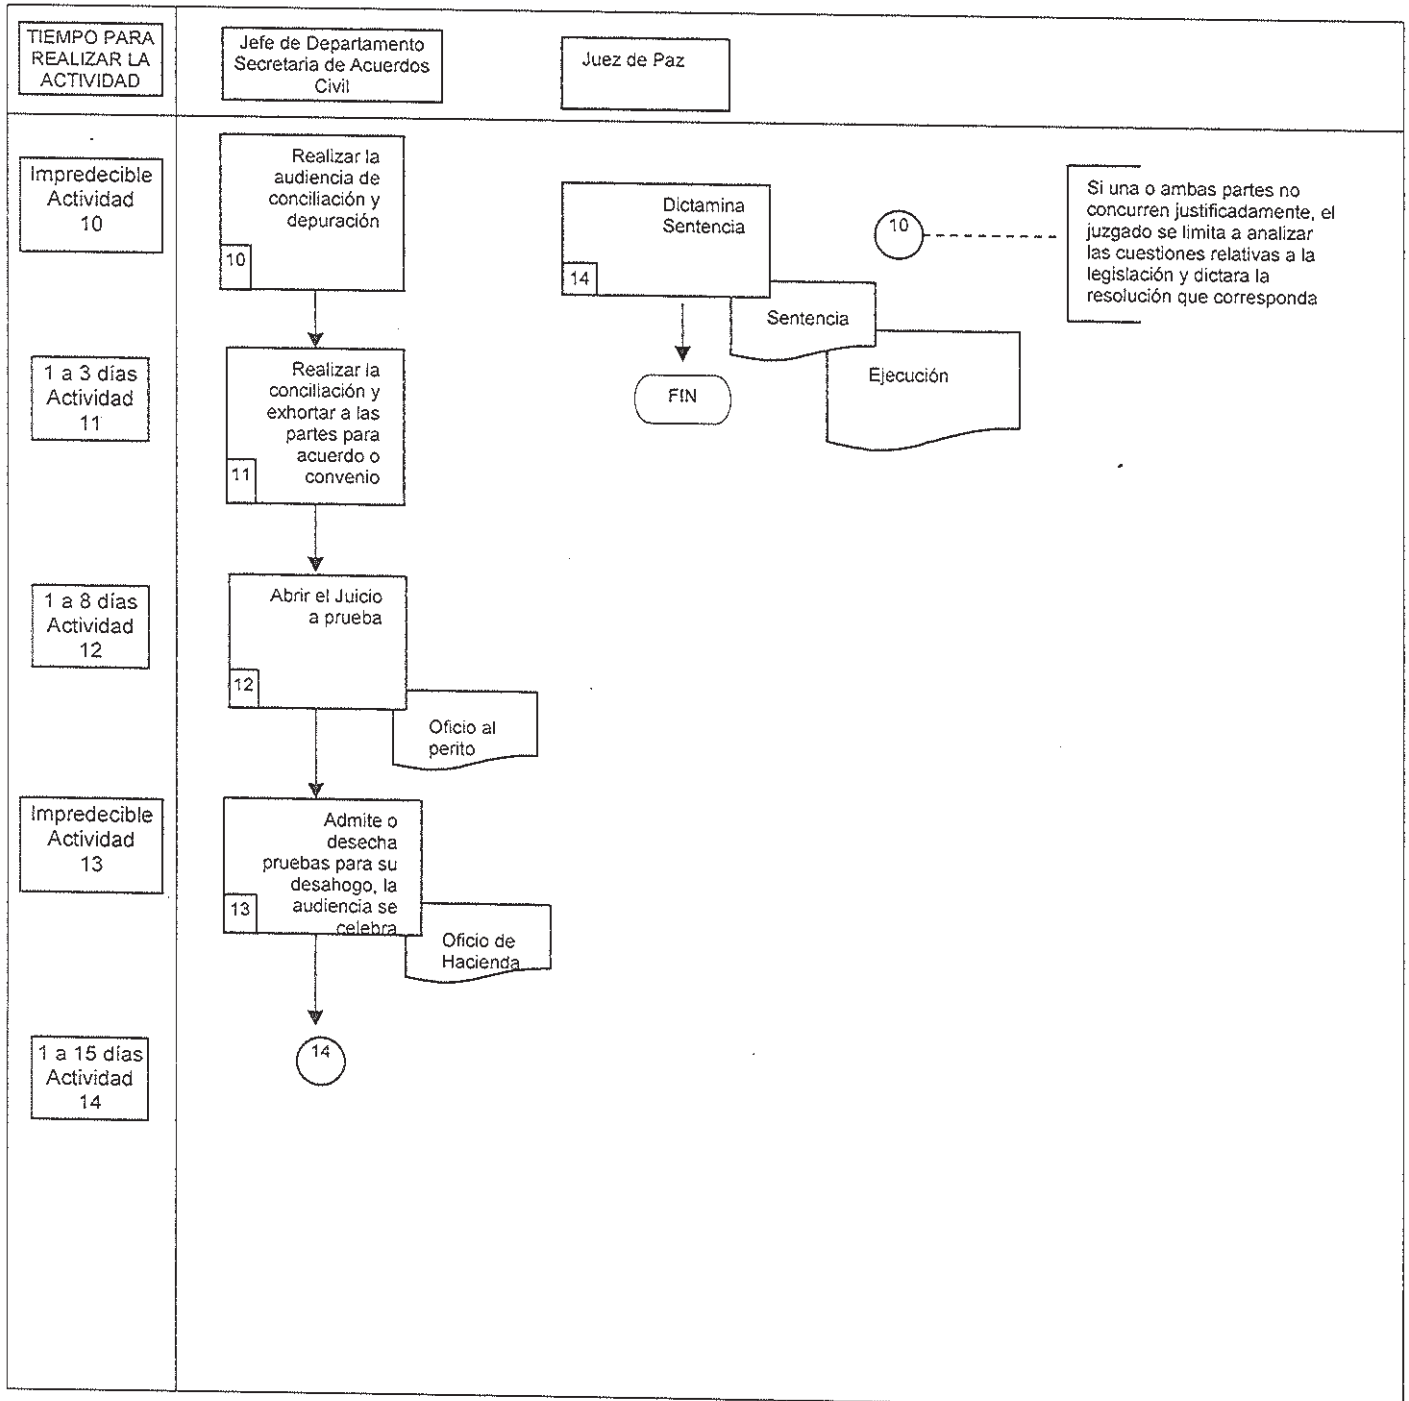 TIEMPO PARA
REALIZAR LA
ACTIVIDAD
Jefe de Departamento
Secretaria de Acuerdos
Civil
Juez de Paz
Impredecible
Actividad
10
Realizar la
audiencia de
conciliación y
depuración
10
Dictamina
Sentencia
14
Sentencia
Ejecución
FIN
10
Si una o ambas partes no
concurren justificadamente, el
juzgado se limita a analizar
las cuestiones relativas a la
legislación y dictara la
resolución que corresponda
1 a 3 días
Actividad
11
Realizar la
conciliación y
exhortar a las
partes para
acuerdo o
convenio
11
1 a 8 días
Actividad
12
Abrir el Juicio
a prueba
12
Oficio al
perito
Impredecible
Actividad
13
Admite o
desecha
pruebas para su
desahogo, la
audiencia se
celebra
13
Oficio de
Hacienda
1 a 15 días
Actividad
14
14